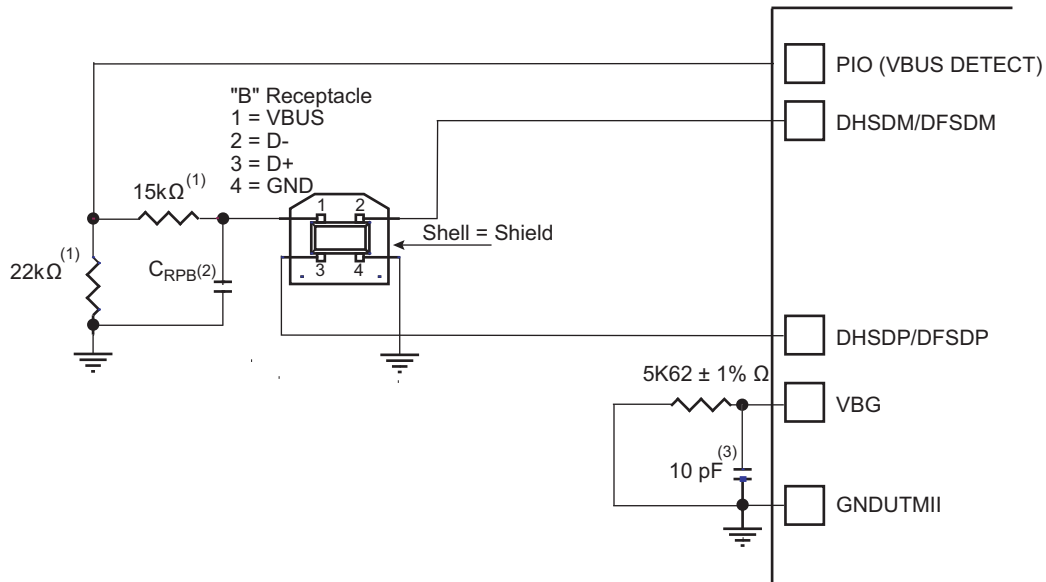 PIO (VBUS DETECT)
"B" Receptacle
1 = VBUS
2 = D-
3 = D+
4 = GND
DHSDM/DFSDM
15kΩ(1)
1 2
Shell = Shield
22kΩ(1)
CRPB(2)
3 4
DHSDP/DFSDP
5K62 ± 1% Ω
VBG
10 pF(3)
GNDUTMII